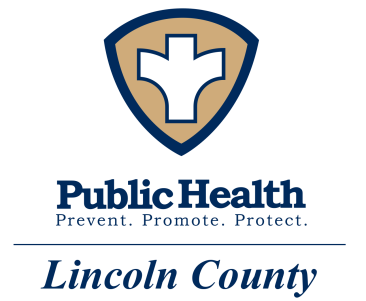 Public Health
Prevent. Promote. Protect.
Lincoln County